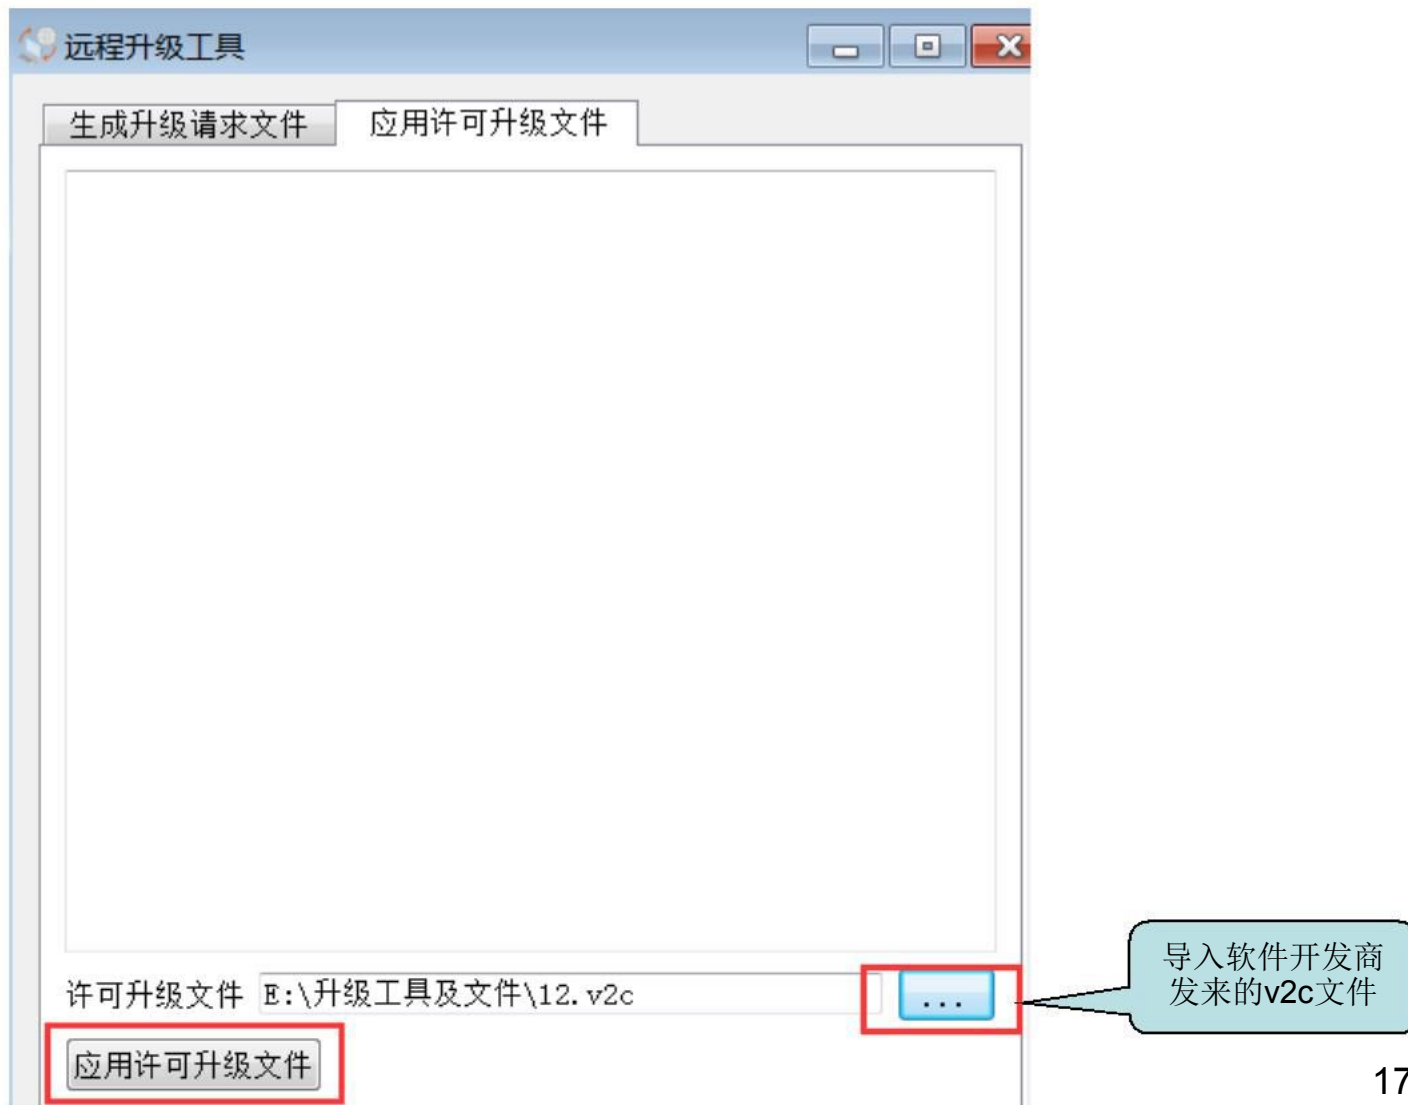 远程升级工具
生成升级请求文件 应用许可升级文件
许可升级文件 E:\升级工具及文件\12.v2c ...
导入软件开发商
发来的v2c文件
应用许可升级文件
17